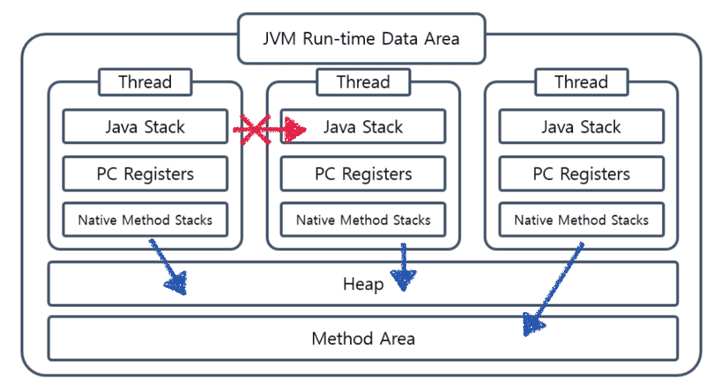 JVM Run-time Data Area
Thread
Thread
Thread
Java Stack
Java Stack
Java Stack
PC Registers
PC Registers
PC Registers
Native Method Stacks
Native Method Stacks
Native Method Stacks
Heap
Method Area